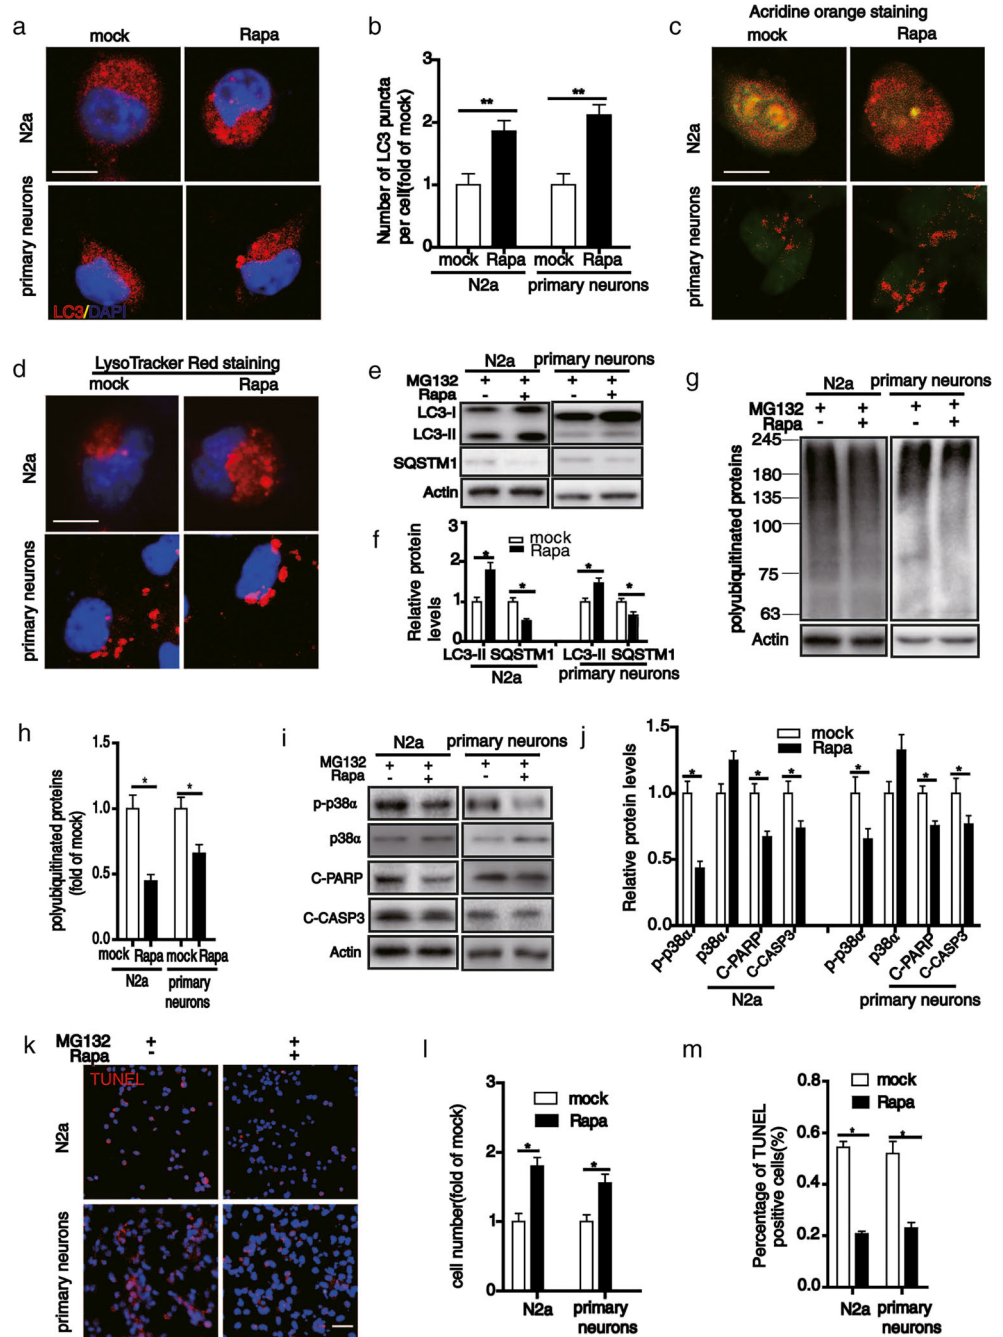 a
mock Rapa
N2a
primary neurons
LC3/DAPI
b
Number of LC3 puncta
per cell(fold of mock)
3
2
1
0
** **
mock Rapa mock Rapa
N2a primary neurons
c
Acridine orange staining
mock Rapa
N2a
primary neurons
d
LysoTracker Red staining
mock Rapa
N2a
primary neurons
e
N2a primary neurons
MG132 + + + +
Rapa - + - +
LC3-I
LC3-II
SQSTM1
Actin
f
Relative protein
levels
3
2
1
0
mock
Rapa
* * * *
LC3-II SQSTM1 LC3-II SQSTM1
N2a primary neurons
g
N2a primary neurons
MG132 + + + +
Rapa - + - +
polyubiquitinated proteins
245
180
135
100
75
63
Actin
h
polyubiquitinated proteins
(fold of mock)
1.5
1.0
0.5
0.0
* *
mock Rapa mock Rapa
N2a primary
neurons
i
N2a primary neurons
MG132 + + + +
Rapa - + - +
p-p38α
p38α
C-PARP
C-CASP3
Actin
j
Relative protein levels
1.5
1.0
0.5
0.0
mock
Rapa
* * * * * *
p-p38α p38α C-PARP C-CASP3 p-p38α p38α C-PARP C-CASP3
N2a primary neurons
k
MG132 + +
Rapa - +
TUNEL
N2a
primary neurons
l
cell number(fold of mock)
3
2
1
0
mock
Rapa
* *
N2a primary
neurons
m
Percentage of TUNEL
positive cells(%)
0.8
0.6
0.4
0.2
0.0
mock
Rapa
* *
N2a primary
neurons